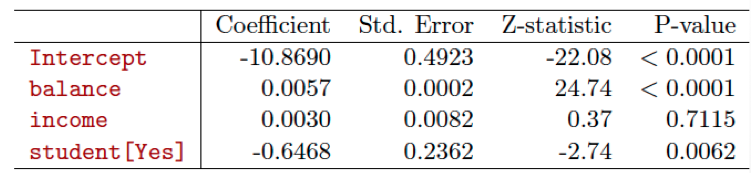 Coefficient Std. Error Z-statistic P-value
Intercept -10.8690 0.4923 -22.08 < 0.0001
balance 0.0057 0.0002 24.74 < 0.0001
income 0.0030 0.0082 0.37 0.7115
student[Yes] -0.6468 0.2362 -2.74 0.0062